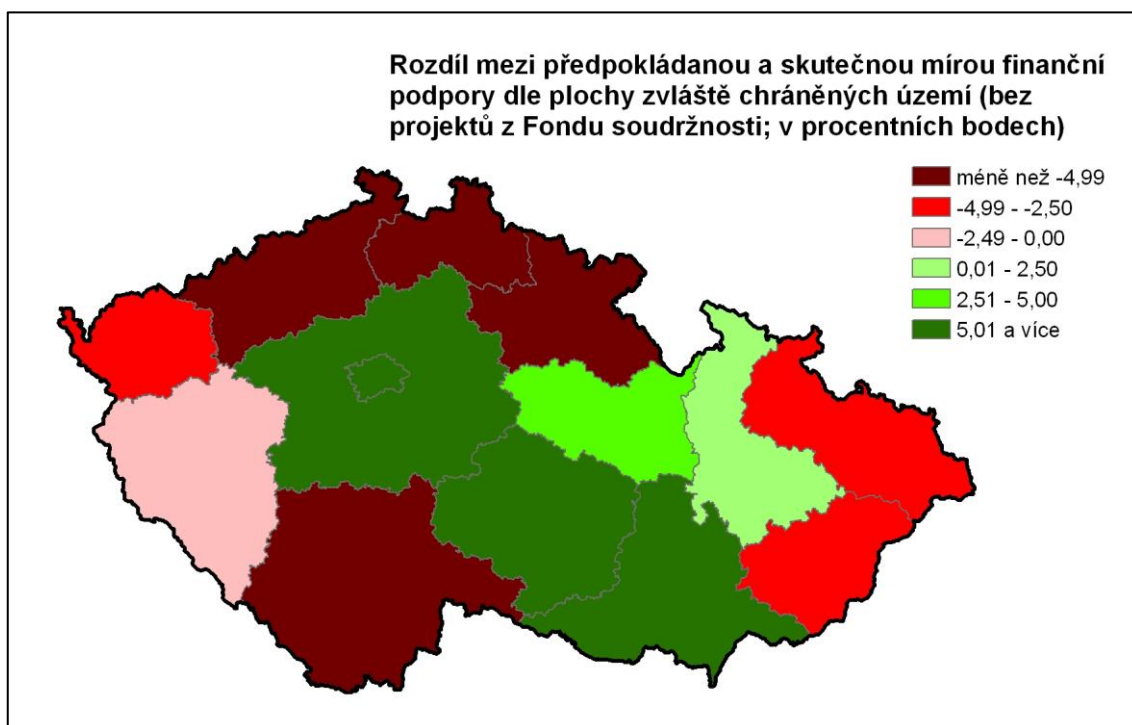 Rozdíl mezi předpokládanou a skutečnou mírou finanční
podpory dle plochy zvláště chráněných území (bez
projektů z Fondu soudržnosti; v procentních bodech)
méně než -4,99
-4,99 - -2,50
-2,49 - 0,00
0,01 - 2,50
2,51 - 5,00
5,01 a více